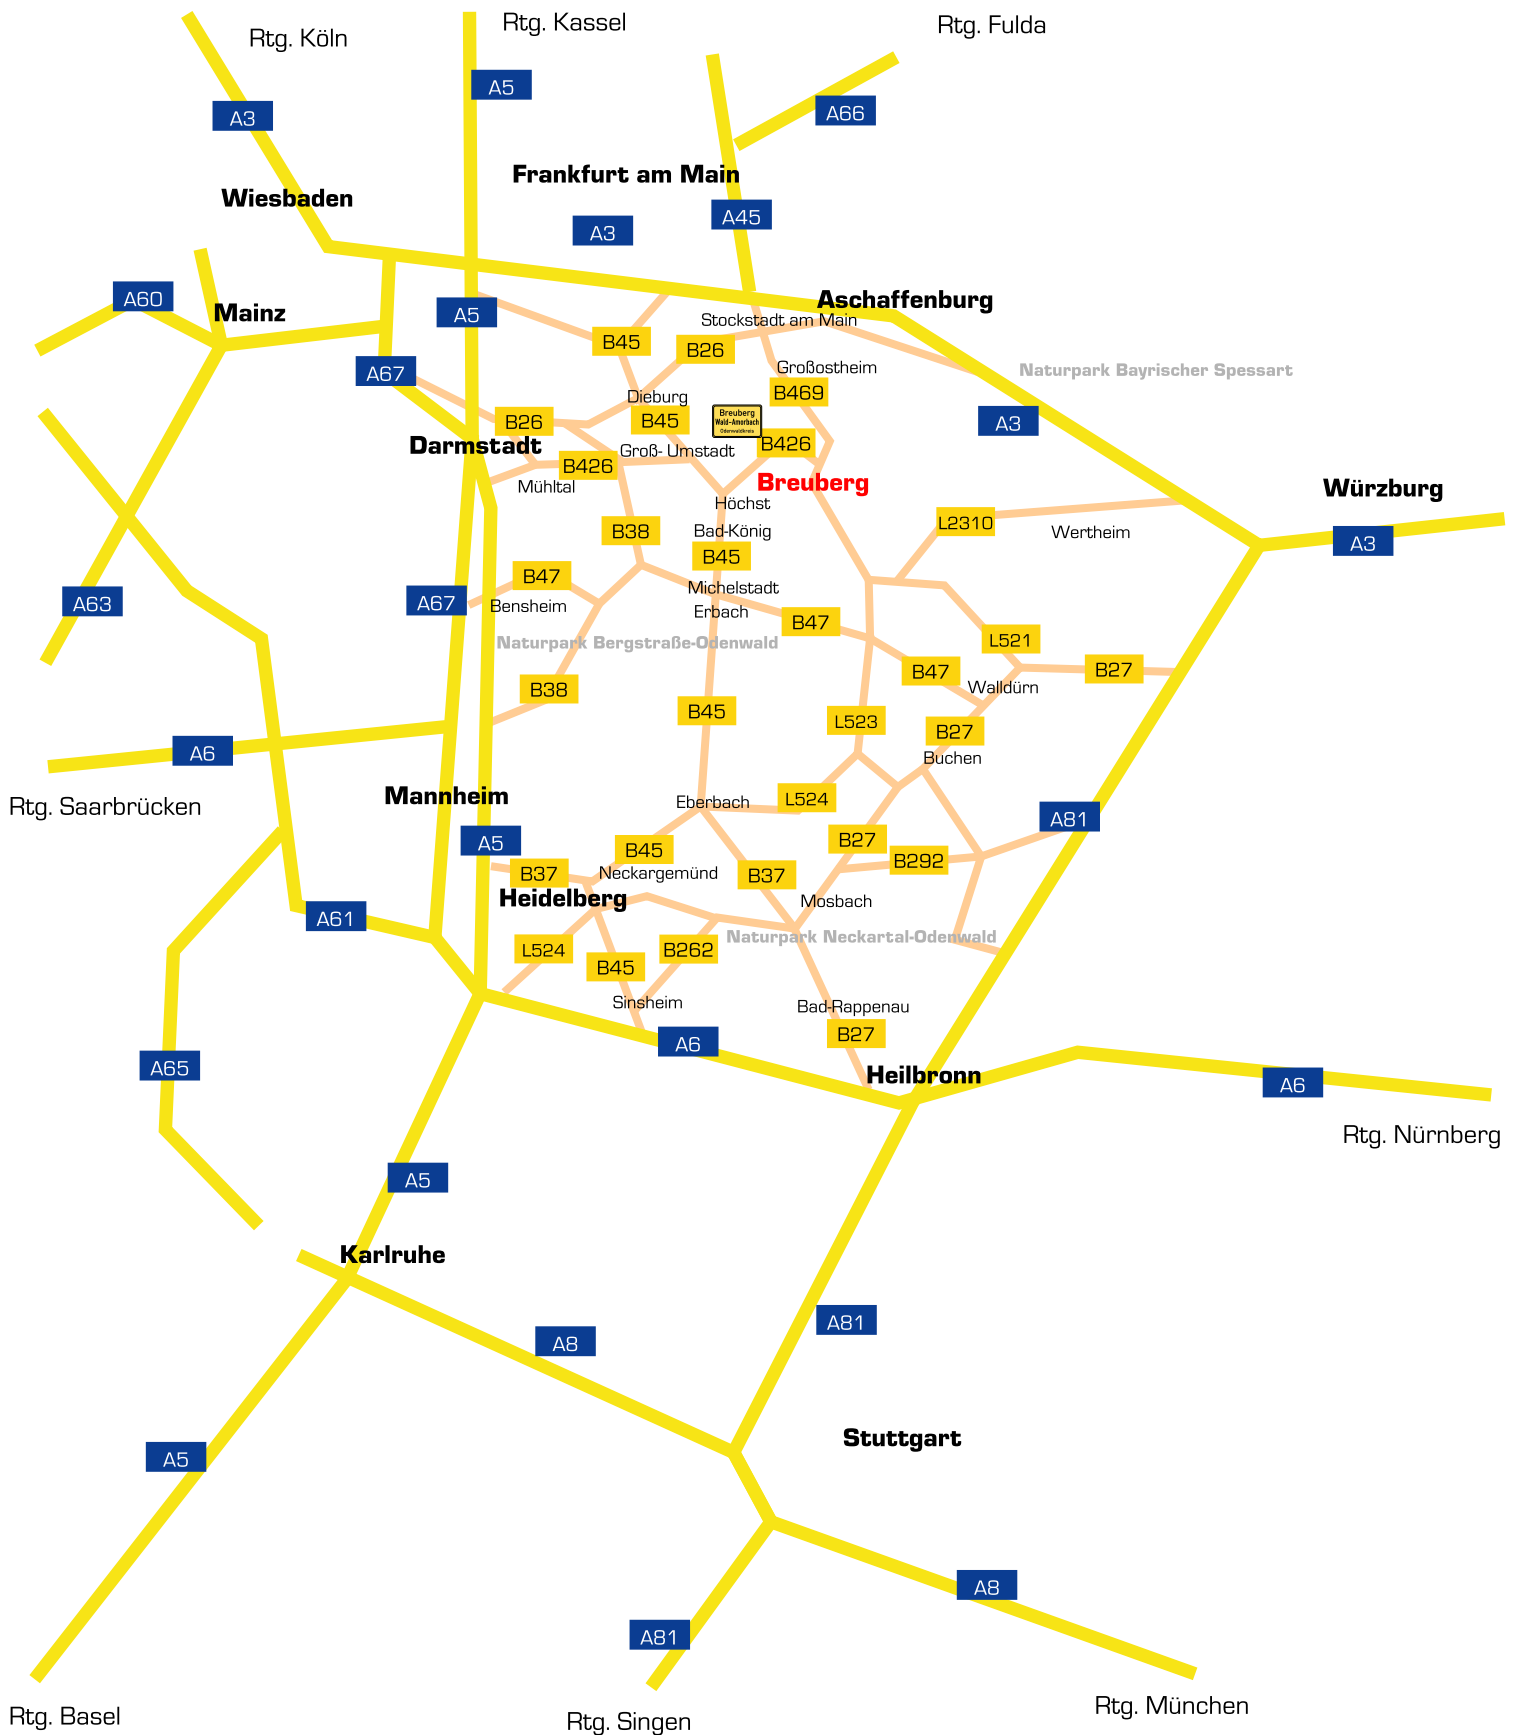 Rtg. Köln
Rtg. Kassel
Rtg. Fulda
A5
A3
A66
Frankfurt am Main
Wiesbaden
A45
A3
A60
Mainz
A5
Aschaffenburg
Stockstadt am Main
B45
B26
Großostheim
Naturpark Bayrischer Spessart
A67
Dieburg
B469
B26
B45
Breuberg
Wald-Amorbach
Odenwaldkreis
A3
Darmstadt
Groß- Umstadt
B426
B426
Mühltal
Breuberg
Würzburg
Höchst
L2310
Bad-König
B38
Wertheim
A3
B45
B47
Michelstadt
A63
A67
Bensheim
Erbach
B47
Naturpark Bergstraße-Odenwald
L521
B47
B27
B38
Walldürn
B45
L523
B27
A6
Buchen
Mannheim
Rtg. Saarbrücken
Eberbach
L524
A81
A5
B45
B27
B292
B37
Neckargemünd
B37
Heidelberg
Mosbach
A61
Naturpark Neckartal-Odenwald
L524
B262
B45
Sinsheim
Bad-Rappenau
B27
A6
A65
Heilbronn
A6
Rtg. Nürnberg
A5
Karlruhe
A81
A8
Stuttgart
A5
A8
A81
Rtg. Basel
Rtg. Singen
Rtg. München